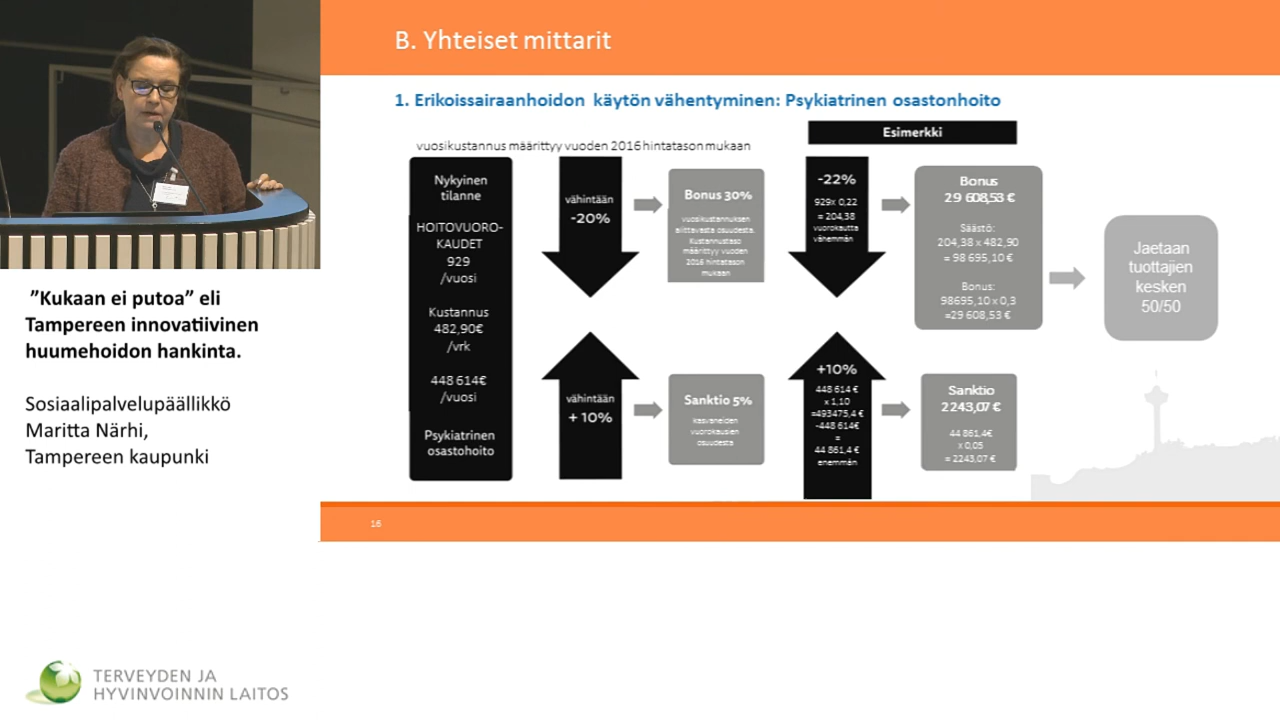 B. Yhteiset mittarit
1. Erikoissairaanhoidon käytön vähentyminen: Psykiatrinen osastonhoito
vuosikustannus määrittyy vuoden 2016 hintatason mukaan
Nykyinen
tilanne
HOITOVUORO-
KAUDET
929
/vuosi
Kustannus
482,90€
/vrk
448 614€
/vuosi
Psykiatrinen
osastohoito
vähintään
-20%
Bonus 30%
vuosikustannuksen
alittavasta osuudesta.
Kustannustaso
määrittyy vuoden
2016 hintatason
mukaan
vähintään
+ 10%
Sanktio 5%
kasvaneiden
vuorokausien
osuudesta
Esimerkki
-22%
929x 0,22
= 204,38
vuorokautta
vähemmän
Bonus
29 608,53 €
Säästö:
204,38 x 482,90
= 98 695,10 €
Bonus:
98695,10 x 0,3
=29 608,53 €
+10%
448 614 €
x 1,10
=493475,4 €
-448 614€
=
44 861,4 €
enemmän
Sanktio
2243,07 €
44 861,4€
x 0,05
= 2243,07 €
Jaetaan
tuottajien
kesken
50/50
16
”Kukaan ei putoa” eli
Tampereen innovatiivinen
huumehoidon hankinta.
Sosiaalipalvelupäällikkö
Maritta Närhi,
Tampereen kaupunki
TERVEYDEN JA
HYVINVOINNIN LAITOS